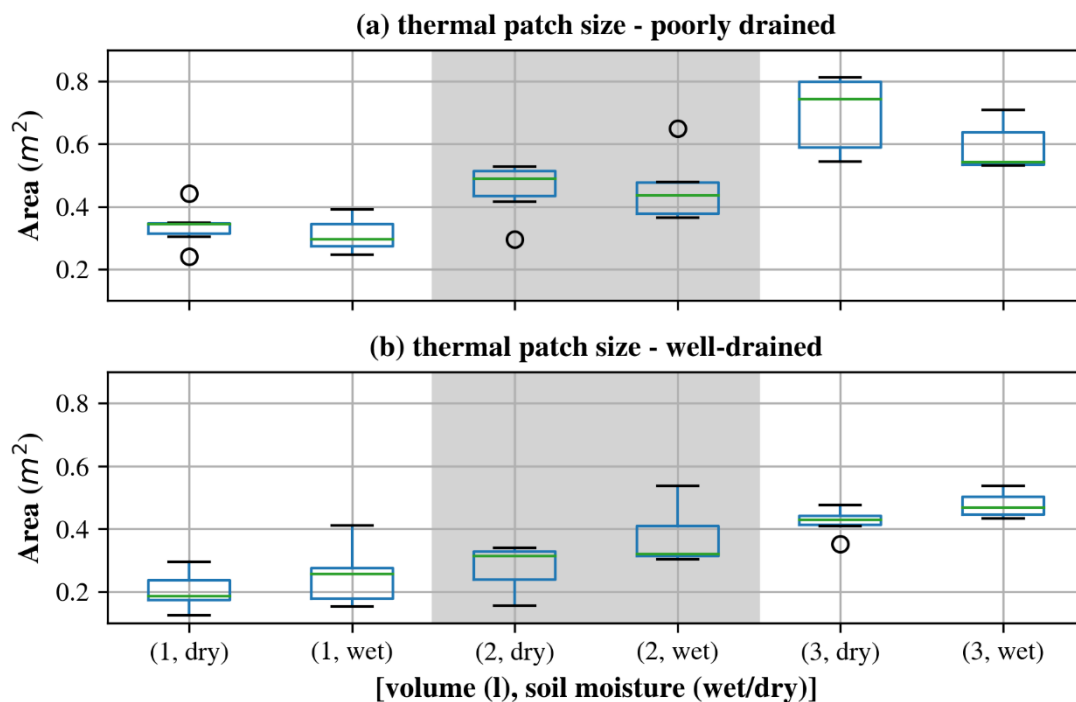 (a) thermal patch size - poorly drained
Area (m²)
0.8
0.6
0.4
0.2
(b) thermal patch size - well-drained
Area (m²)
0.8
0.6
0.4
0.2
(1, dry) (1, wet) (2, dry) (2, wet) (3, dry) (3, wet)
[volume (l), soil moisture (wet/dry)]